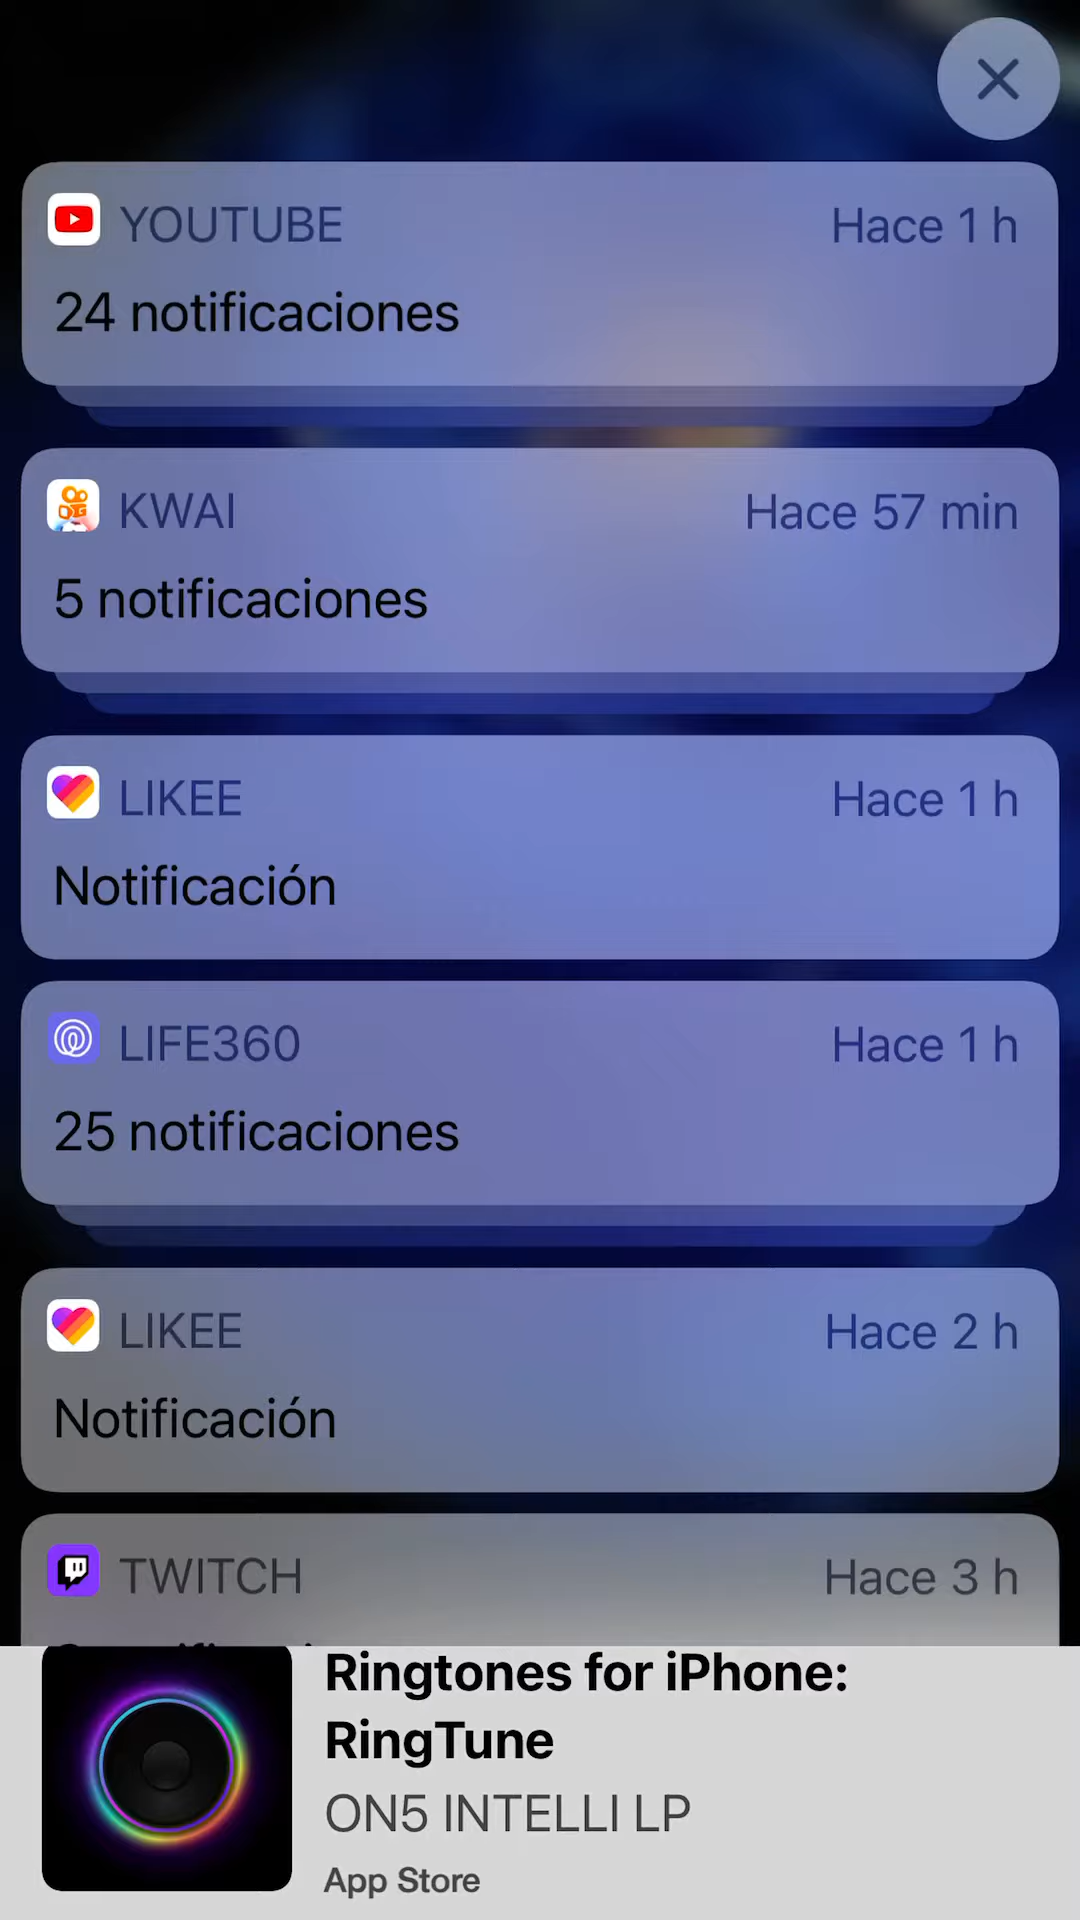 YOUTUBE Hace 1 h
24 notificaciones
KWAI Hace 57 min
5 notificaciones
LIKEE Hace 1 h
Notificación
LIFE360 Hace 1 h
25 notificaciones
LIKEE Hace 2 h
Notificación
TWITCH Hace 3 h
Ringtones for iPhone:
RingTune
ON5 INTELLI LP
App Store